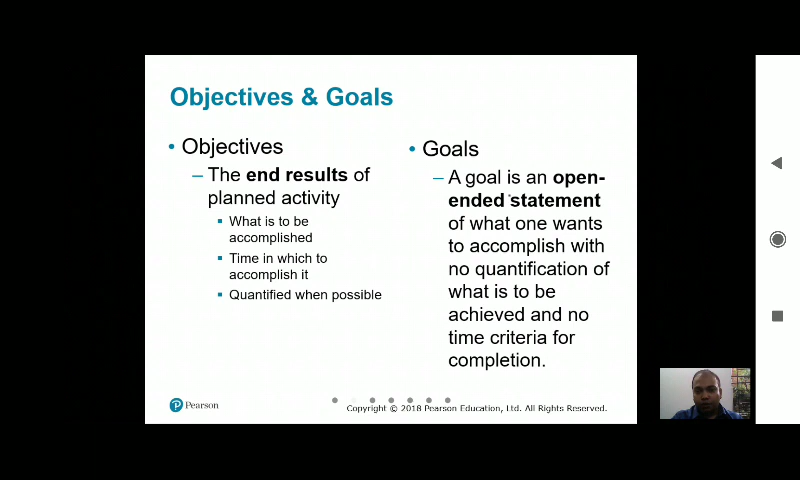 Objectives & Goals
• Objectives
– The end results of
planned activity
▪ What is to be
accomplished
▪ Time in which to
accomplish it
▪ Quantified when possible
• Goals
– A goal is an open-
ended statement
of what one wants
to accomplish with
no quantification of
what is to be
achieved and no
time criteria for
completion.
P Pearson
Copyright © 2018 Pearson Education, Ltd. All Rights Reserved.